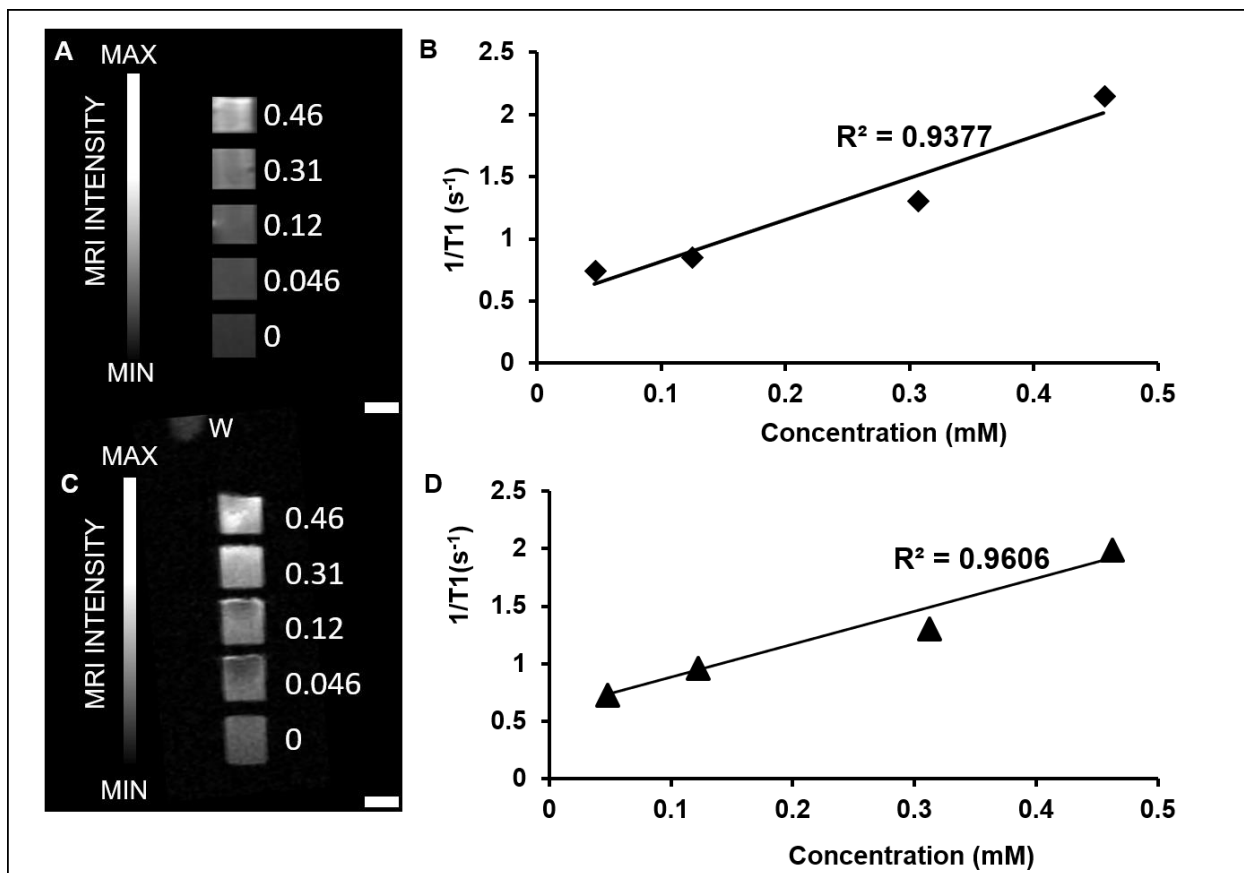 A
MAX
MRI INTENSITY
MIN
0.46
0.31
0.12
0.046
0
B
2.5
2
1.5
1
0.5
0
1/T1 (s⁻¹)
R² = 0.9377
0
0.1
0.2
0.3
0.4
0.5
Concentration (mM)
W
C
MAX
MRI INTENSITY
MIN
0.46
0.31
0.12
0.046
0
D
2.5
2
1.5
1
0.5
0
1/T1(s⁻¹)
R² = 0.9606
0
0.1
0.2
0.3
0.4
0.5
Concentration (mM)